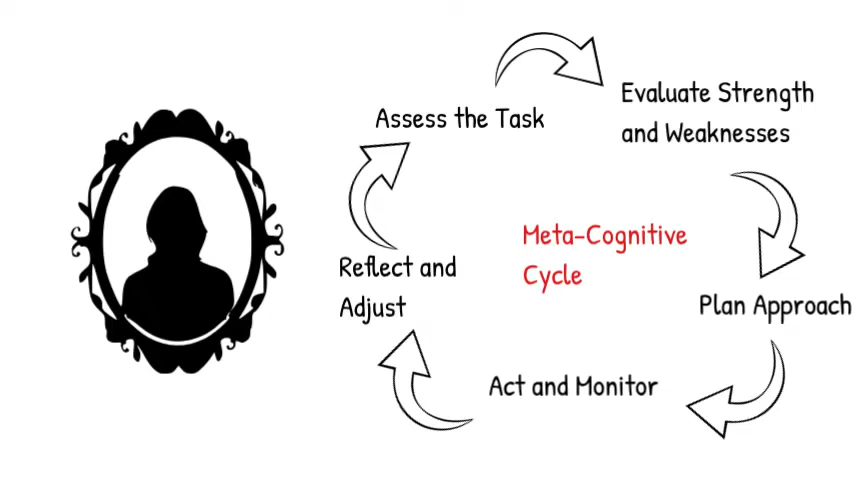 Assess the Task
Evaluate Strength
and Weaknesses
Meta-Cognitive
Cycle
Plan Approach
Act and Monitor
Reflect and
Adjust